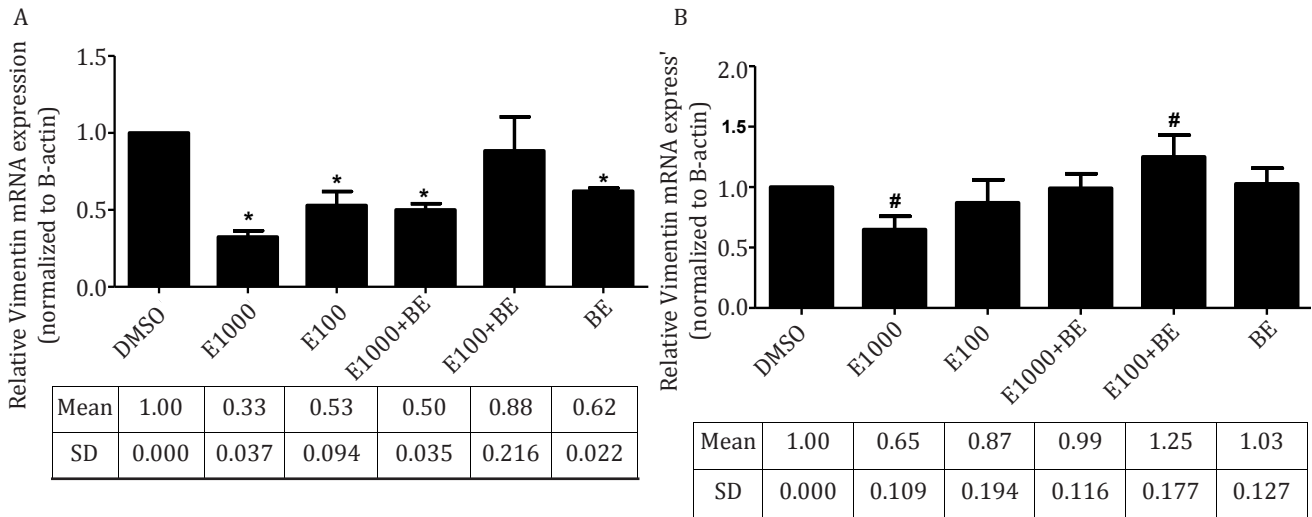 A
Relative Vimentin mRNA expression
(normalized to B-actin)
1.5
1.0
0.5
0.0
*
*
*
*
DMSO
E1000
E100
E1000+BE
E100+BE
BE
Mean 1.00 0.33 0.53 0.50 0.88 0.62
SD 0.000 0.037 0.094 0.035 0.216 0.022
B
Relative Vimentin mRNA express'
(normalized to B-actin)
2.0
1.5
1.0
0.5
0.0
#
#
DMSO
E1000
E100
E1000+BE
E100+BE
BE
Mean 1.00 0.65 0.87 0.99 1.25 1.03
SD 0.000 0.109 0.194 0.116 0.177 0.127